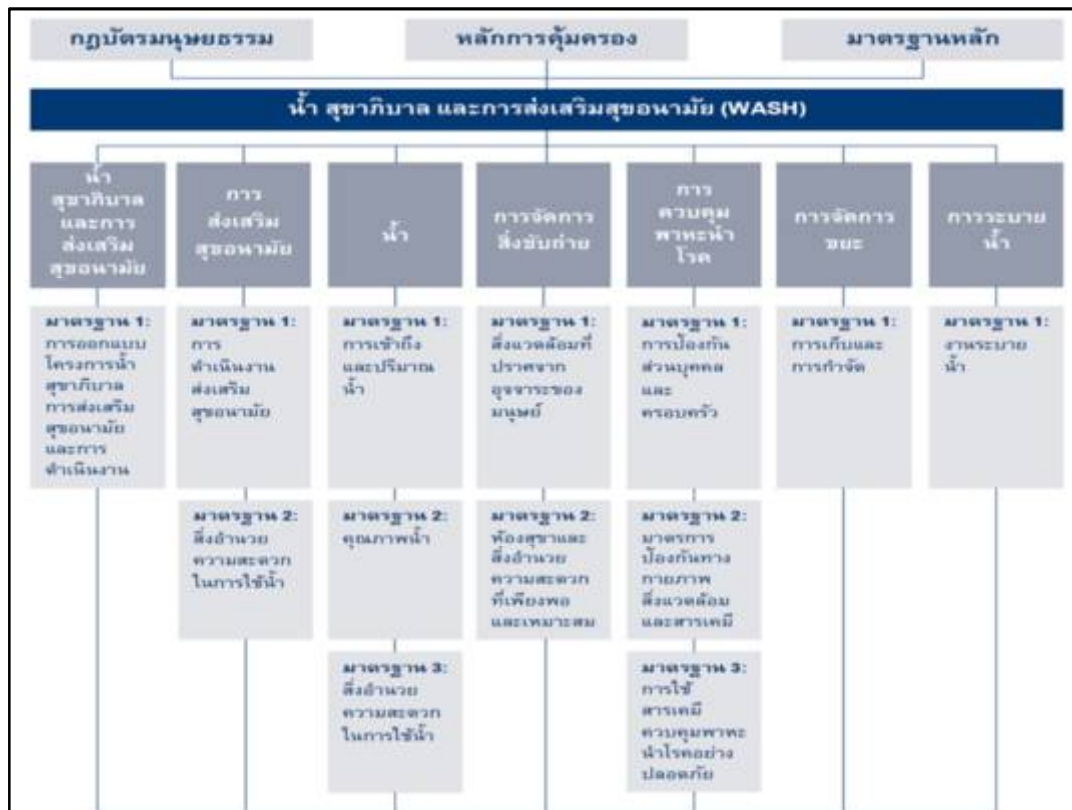 กฎบัตรมนุษยธรรม
หลักการคุ้มครอง
มาตรฐานหลัก
น้ำ สุขาภิบาล และการส่งเสริมสุขอนามัย (WASH)
น้ำ
สุขาภิบาล
และการ
ส่งเสริม
สุขอนามัย
การ
ส่งเสริม
สุขอนามัย
น้ำ
การจัดการ
สิ่งขับถ่าย
การ
ควบคุม
พาหะนำ
โรค
การจัดการ
ขยะ
การระบาย
น้ำ
มาตรฐาน 1:
การออกแบบ
โครงการน้ำ
สุขาภิบาล
การส่งเสริม
สุขอนามัย
และการ
ดำเนินงาน
มาตรฐาน 1:
การ
ดำเนินงาน
ส่งเสริม
สุขอนามัย
มาตรฐาน 1:
การเข้าถึง
และปริมาณ
น้ำ
มาตรฐาน 1:
สิ่งแวดล้อมที่
ปราศจาก
อุจจาระของ
มนุษย์
มาตรฐาน 1:
การป้องกัน
ส่วนบุคคล
และ
ครอบครัว
มาตรฐาน 1:
การเก็บและ
การกำจัด
มาตรฐาน 1:
งานระบาย
น้ำ
มาตรฐาน 2:
สิ่งอำนวย
ความสะดวก
ในการใช้น้ำ
มาตรฐาน 2:
คุณภาพน้ำ
มาตรฐาน 2:
ห้องสุขาและ
สิ่งอำนวย
ความสะดวก
ที่เพียงพอ
และเหมาะสม
มาตรฐาน 2:
มาตรการ
ป้องกันทาง
กายภาพ
สิ่งแวดล้อม
และสารเคมี
มาตรฐาน 3:
สิ่งอำนวย
ความสะดวก
ในการใช้น้ำ
มาตรฐาน 3:
การใช้
สารเคมี
ควบคุมพาหะ
นำโรคอย่าง
ปลอดภัย